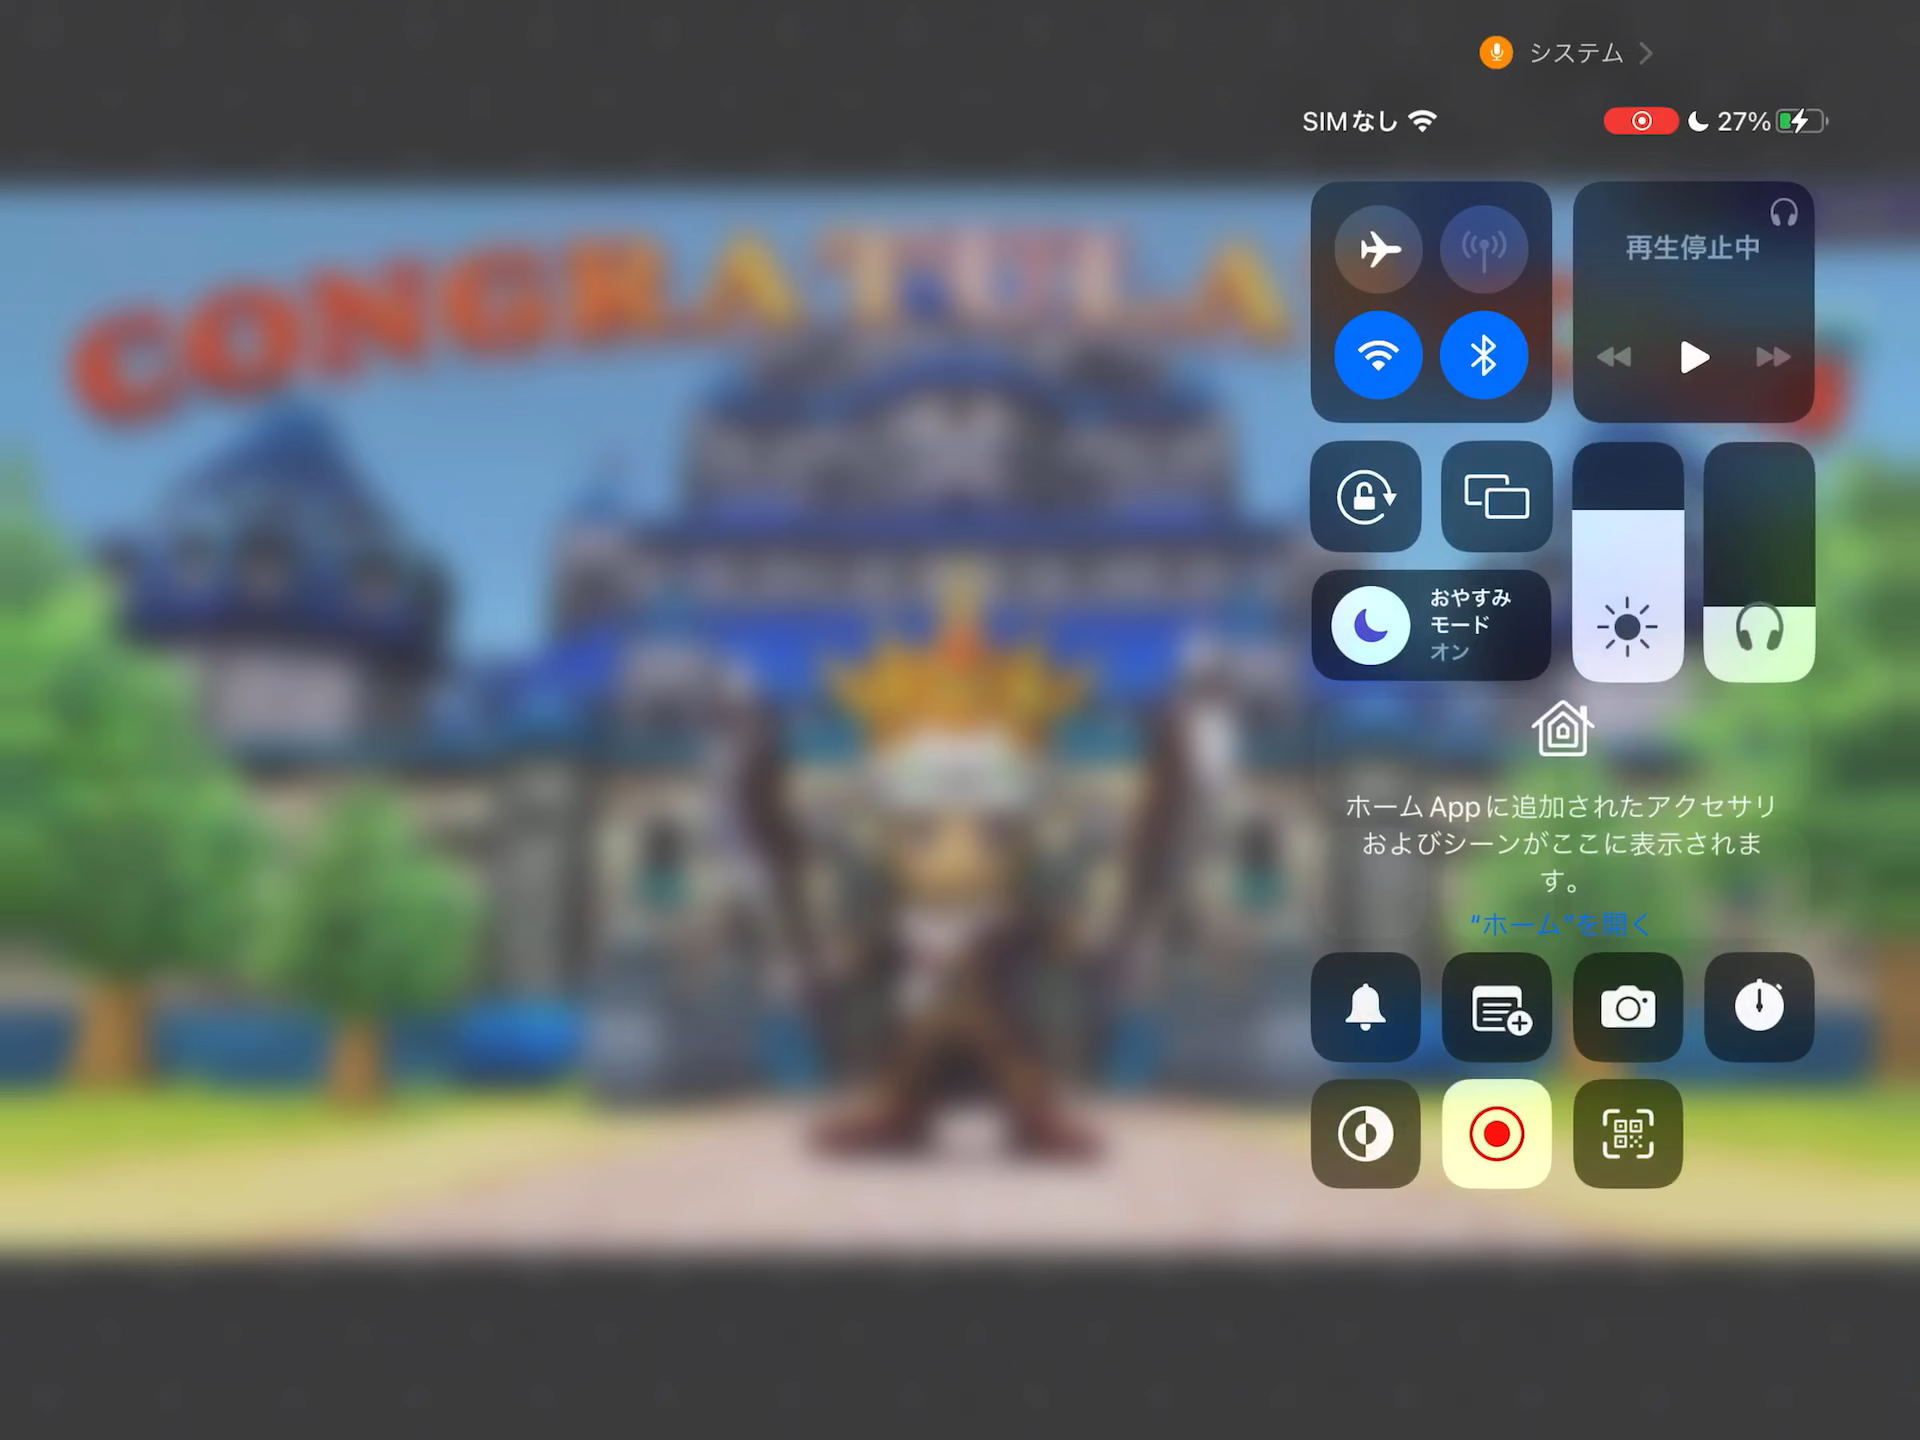 システム
SIMなし
27%
再生停止中
おやすみ
モード
オン
ホームAppに追加されたアクセサリ
およびシーンがここに表示されま
す。
“ホーム”を開く
CONGRATULA